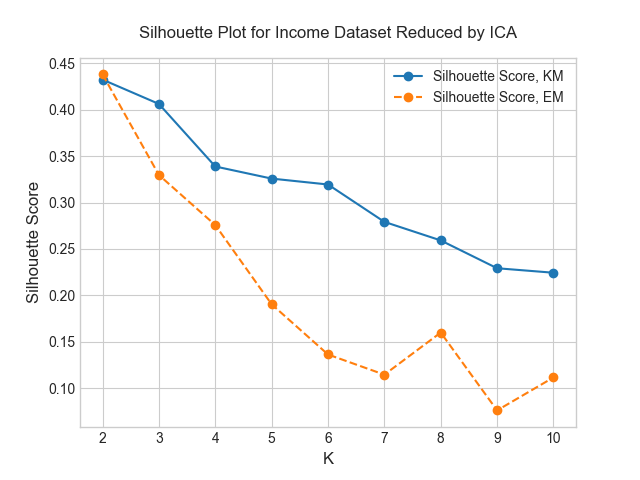 Silhouette Plot for Income Dataset Reduced by ICA
Silhouette Score, KM
Silhouette Score, EM
Silhouette Score
0.45
0.40
0.35
0.30
0.25
0.20
0.15
0.10
2 3 4 5 6 7 8 9 10
K